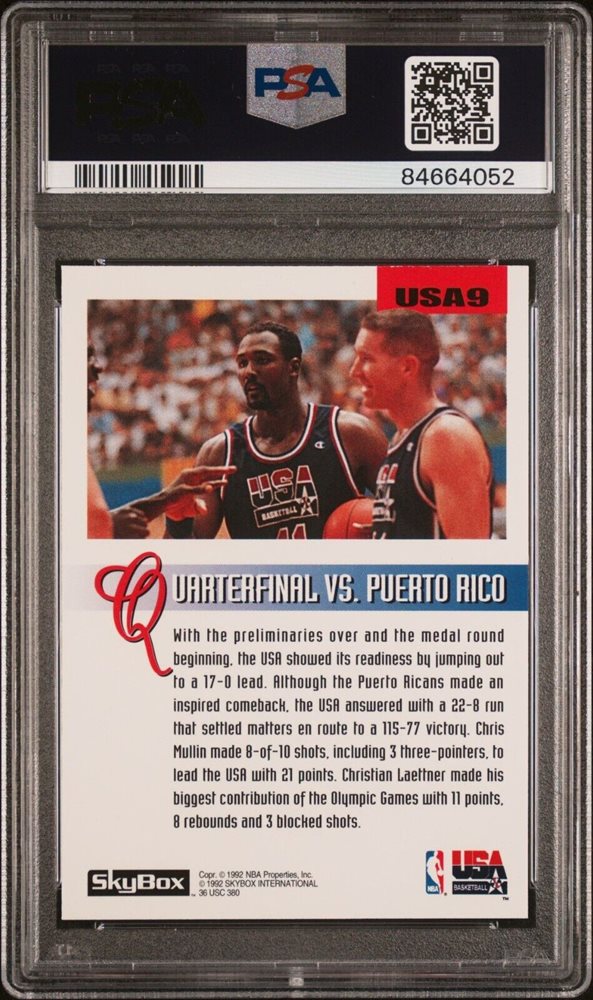 PSA
84664052
USA9
USA
BASKETBALL
11
QUARTERFINAL VS. PUERTO RICO
With the preliminaries over and the medal round
beginning, the USA showed its readiness by jumping out
to a 17-0 lead. Although the Puerto Ricans made an
inspired comeback, the USA answered with a 22-8 run
that settled matters en route to a 115-77 victory. Chris
Mullin made 8-of-10 shots, including 3 three-pointers, to
lead the USA with 21 points. Christian Laettner made his
biggest contribution of the Olympic Games with 11 points,
8 rebounds and 3 blocked shots.
SkyBox™
Copr. © 1992 NBA Properties, Inc.
© 1992 SKYBOX INTERNATIONAL
36 USC 380
NBA
USA
BASKETBALL
™